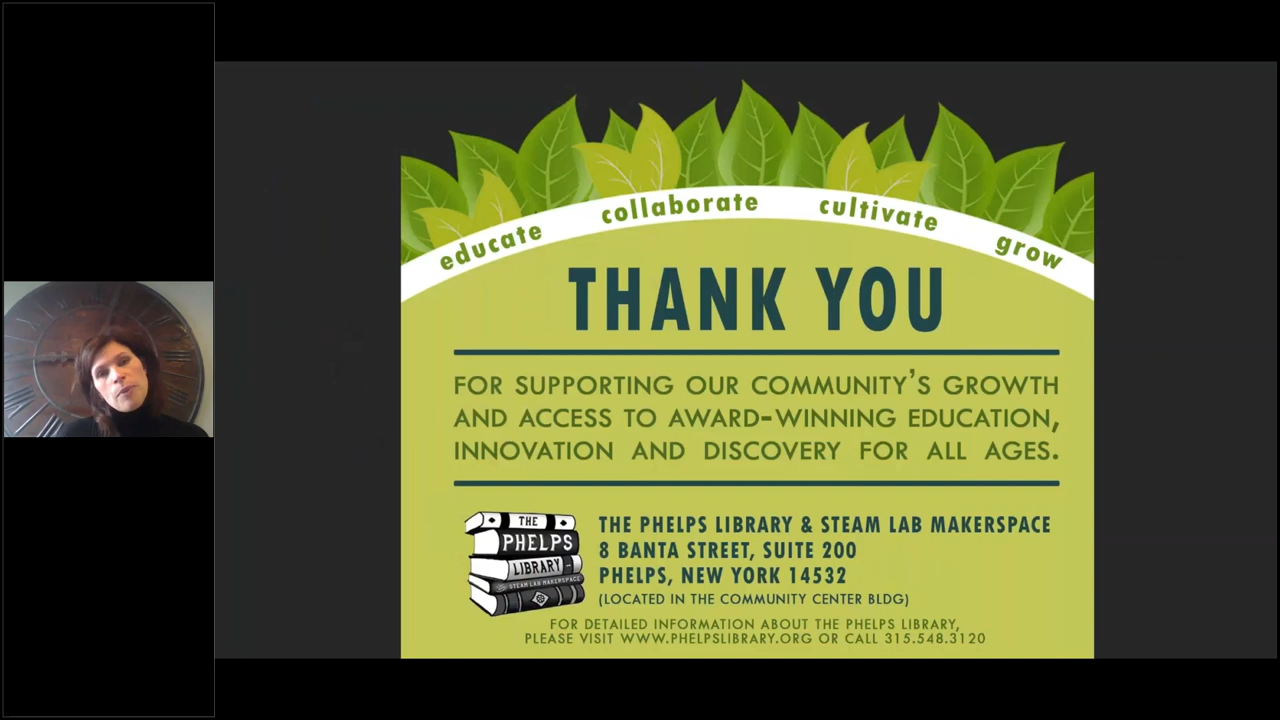 educate collaborate cultivate grow
THANK YOU
FOR SUPPORTING OUR COMMUNITY'S GROWTH
AND ACCESS TO AWARD-WINNING EDUCATION,
INNOVATION AND DISCOVERY FOR ALL AGES.
THE
PHELPS
LIBRARY
STEAM LAB MAKERSPACE
THE PHELPS LIBRARY & STEAM LAB MAKERSPACE
8 BANTA STREET, SUITE 200
PHELPS, NEW YORK 14532
(LOCATED IN THE COMMUNITY CENTER BLDG)
FOR DETAILED INFORMATION ABOUT THE PHELPS LIBRARY,
PLEASE VISIT WWW.PHELPSLIBRARY.ORG OR CALL 315.548.3120